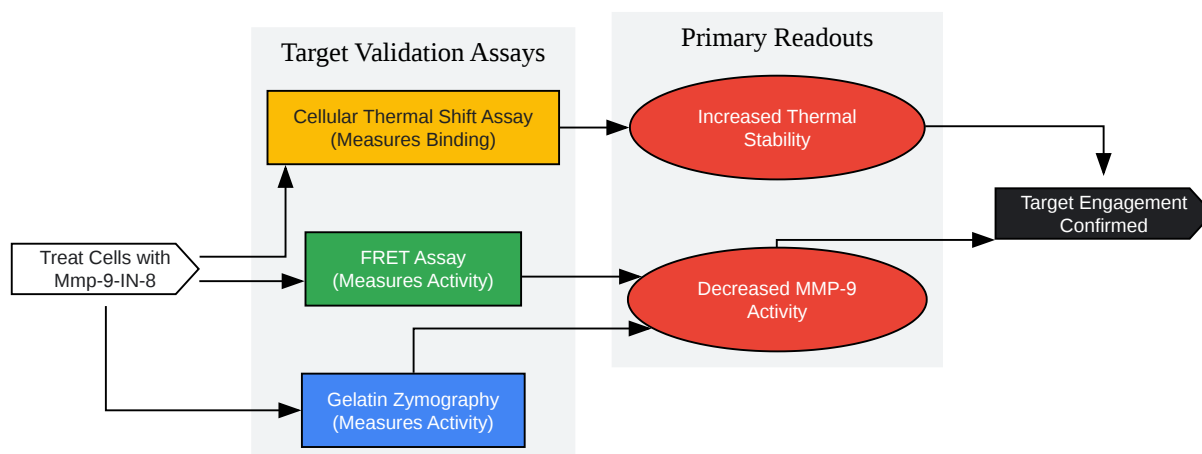 Target Validation Assays
Primary Readouts
Cellular Thermal Shift Assay
(Measures Binding)
Increased Thermal
Stability
Treat Cells with
Mmp-9-IN-8
FRET Assay
(Measures Activity)
Decreased MMP-9
Activity
Target Engagement
Confirmed
Gelatin Zymography
(Measures Activity)